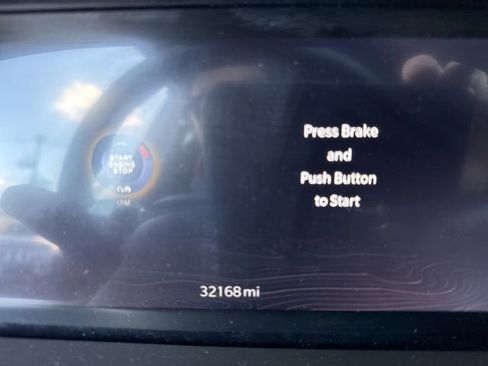 START
ENGINE
STOP
Press Brake
and
Push Button
to Start
32168 mi